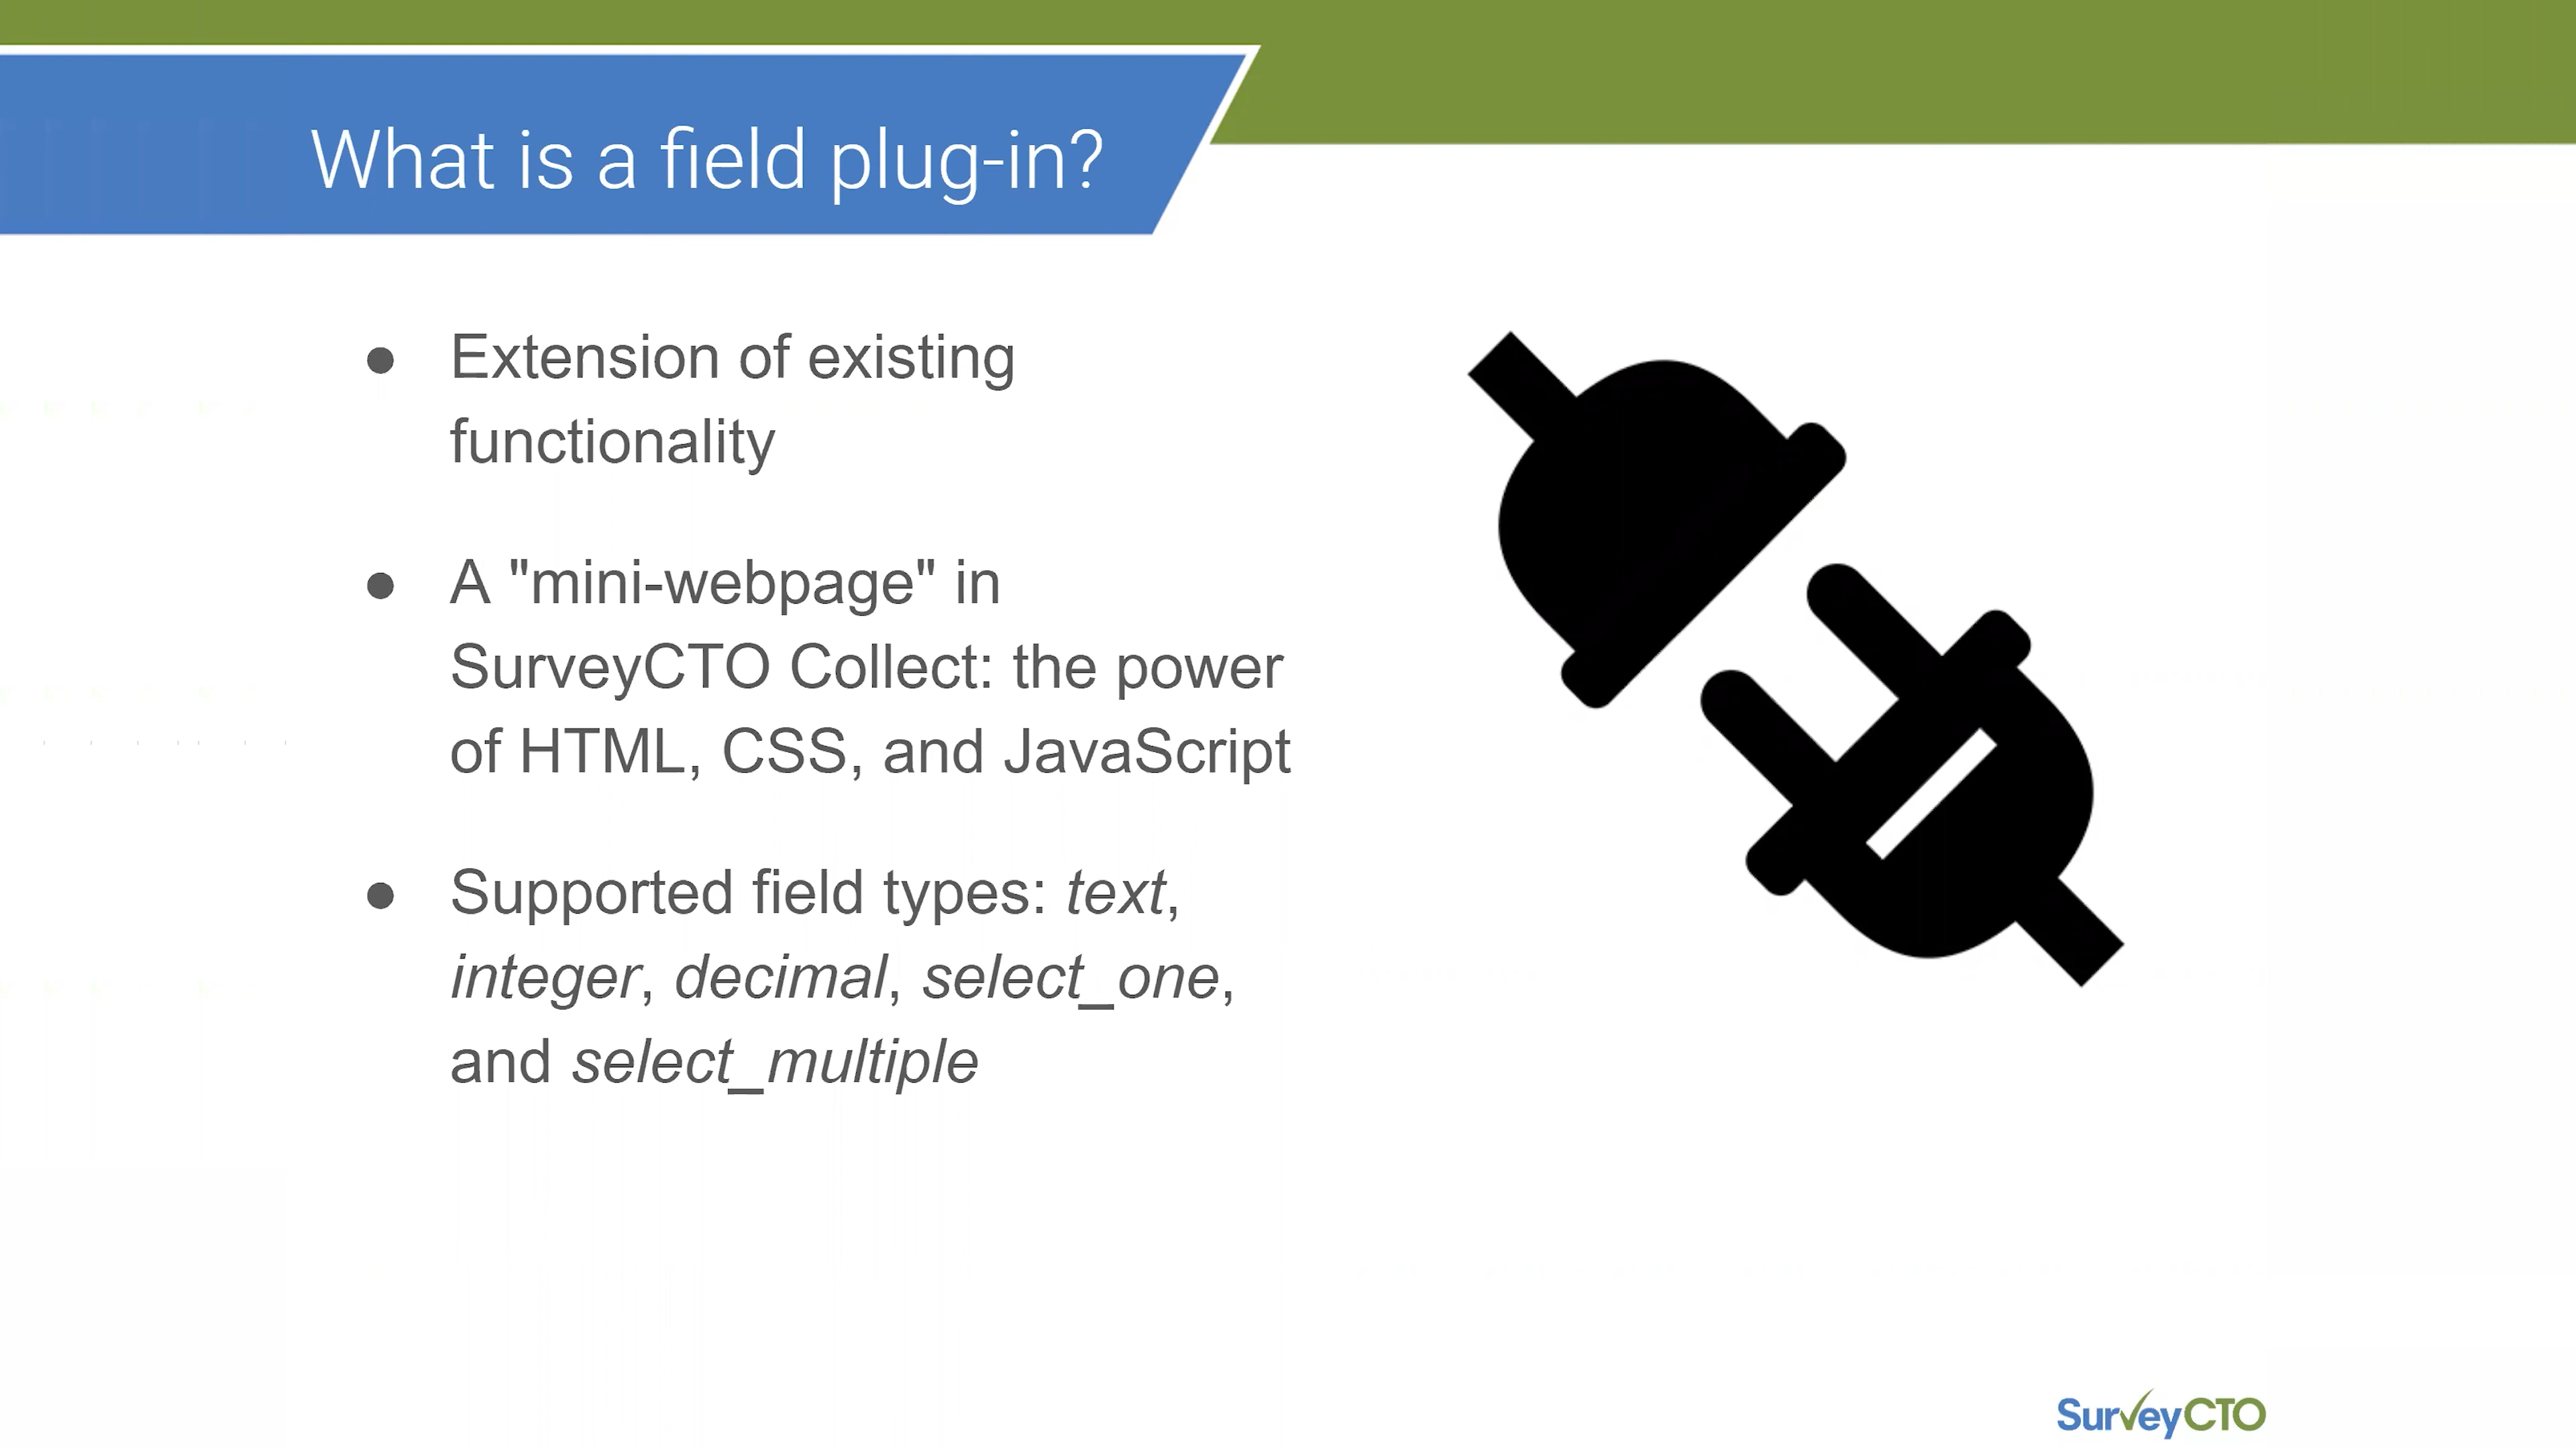 What is a field plug-in?
● Extension of existing
functionality
● A "mini-webpage" in
SurveyCTO Collect: the power
of HTML, CSS, and JavaScript
● Supported field types: text,
integer, decimal, select_one,
and select_multiple
SurveyCTO